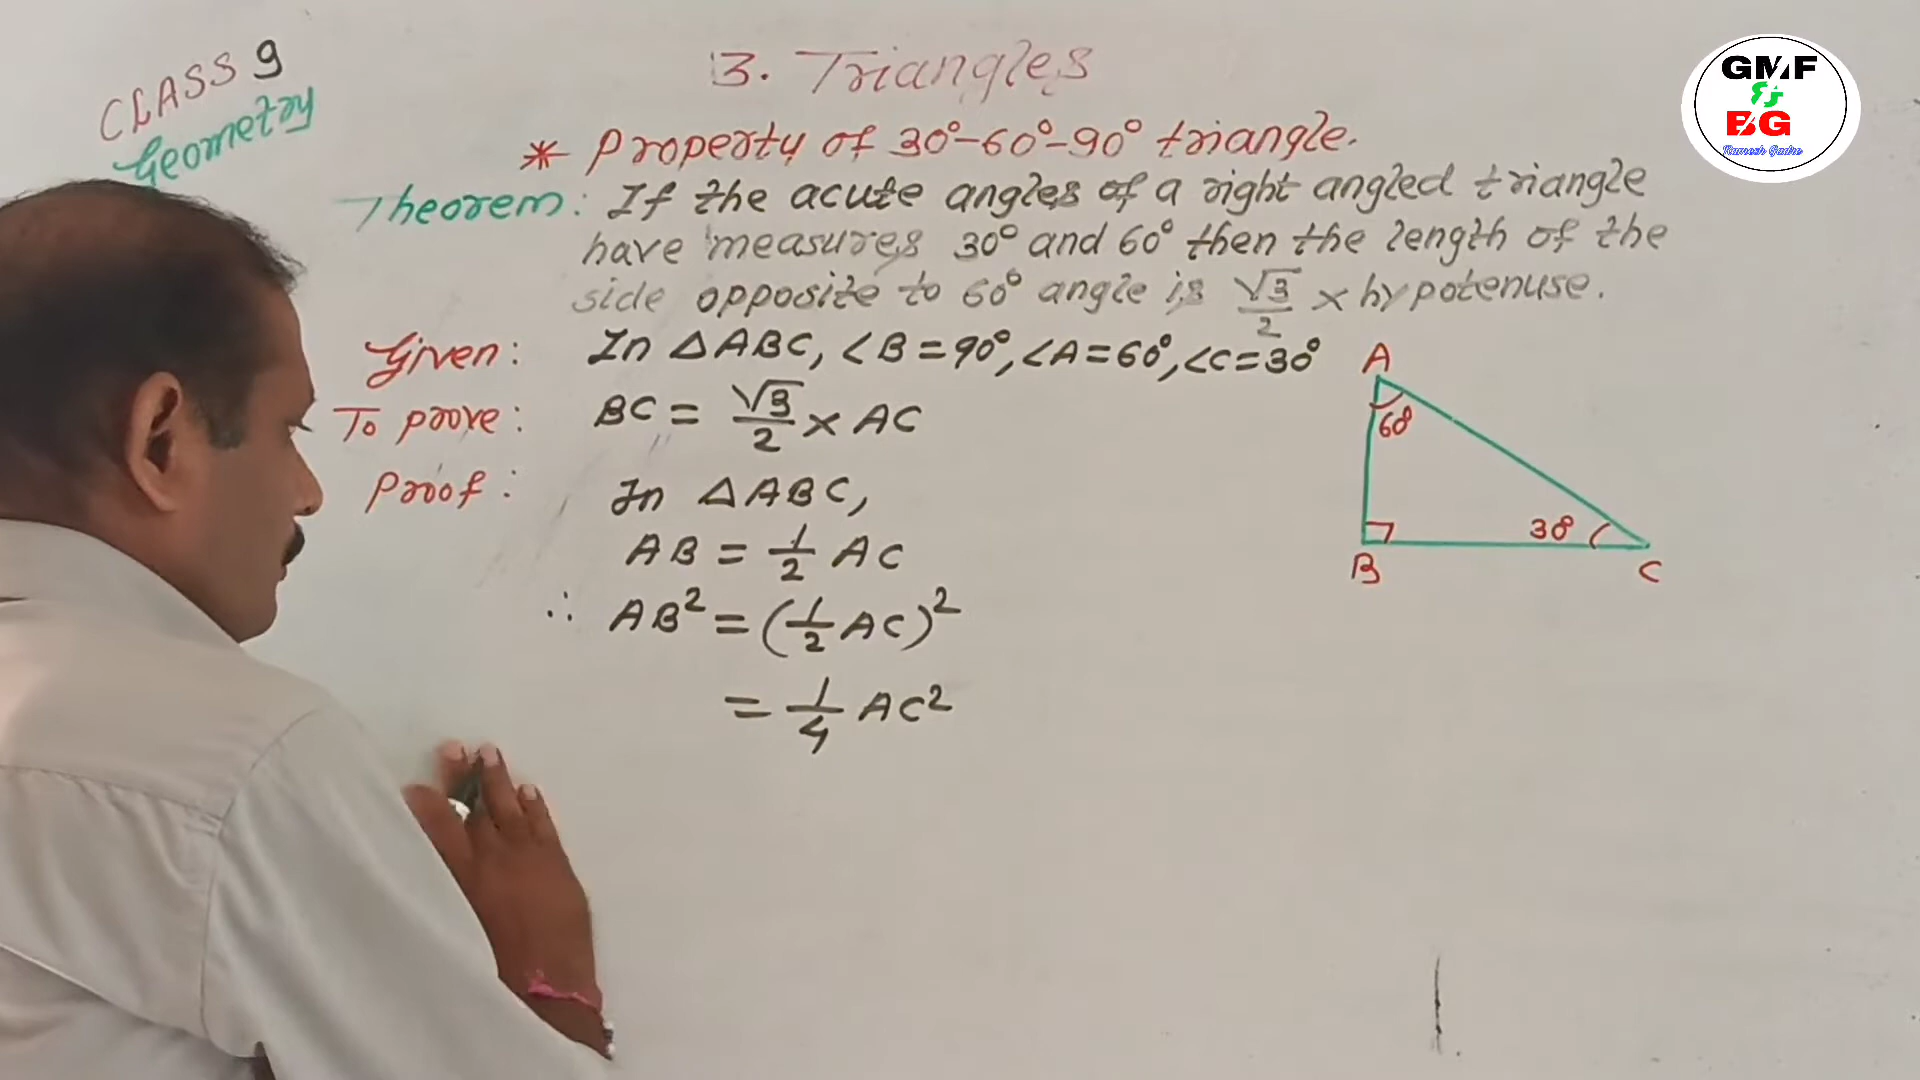 CLASS 9
Geometry
3. Triangles
* Property of 30°-60°-90° triangle.
Theorem: If the acute angles of a right angled triangle
have measures 30° and 60° then the length of the
side opposite to 60° angle is √3/2 × hypotenuse.
Given: In △ABC, ∠B=90°, ∠A=60°, ∠C=30°
To prove: BC = √3/2 × AC
Proof: In △ABC,
AB = 1/2 AC
∴ AB² = (1/2 AC)²
= 1/4 AC²
A
60°
30°
B
C
GMF
By
BG
Ramesh Gadre